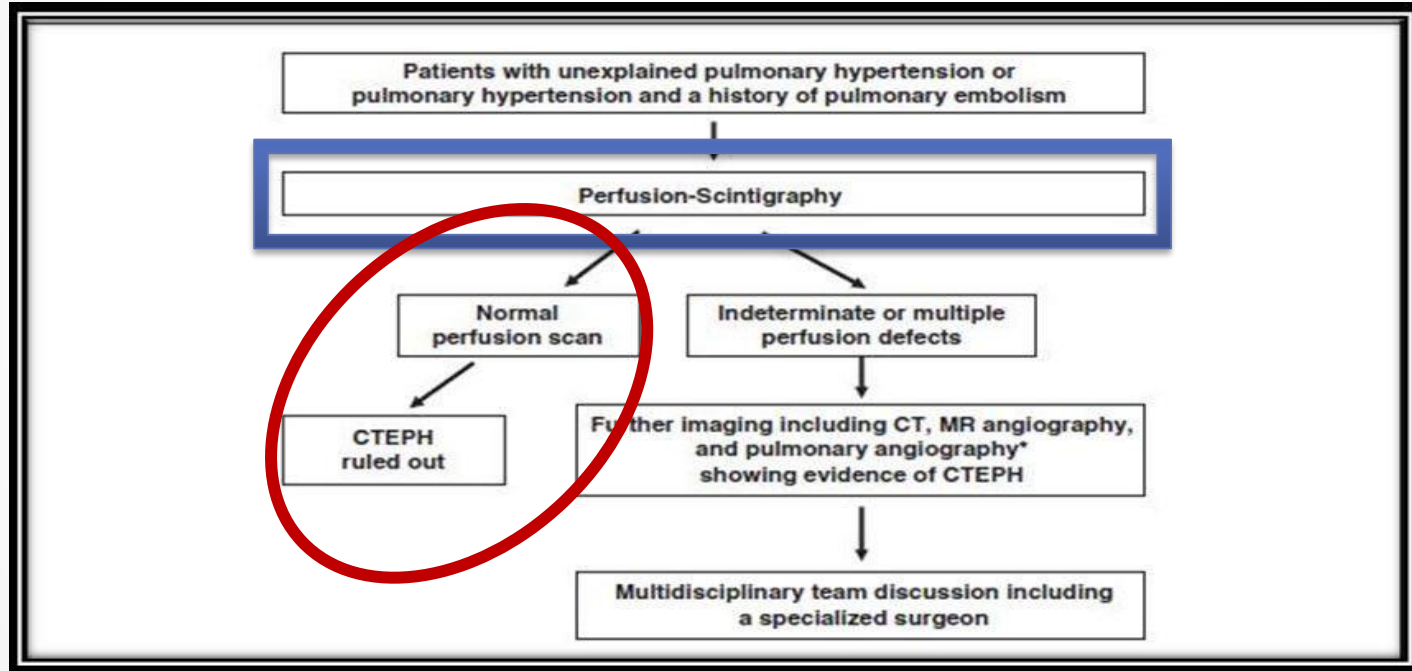 Patients with unexplained pulmonary hypertension or
pulmonary hypertension and a history of pulmonary embolism
Perfusion-Scintigraphy
Normal
perfusion scan
Indeterminate or multiple
perfusion defects
CTEPH
ruled out
Further imaging including CT, MR angiography,
and pulmonary angiography*
showing evidence of CTEPH
Multidisciplinary team discussion including
a specialized surgeon